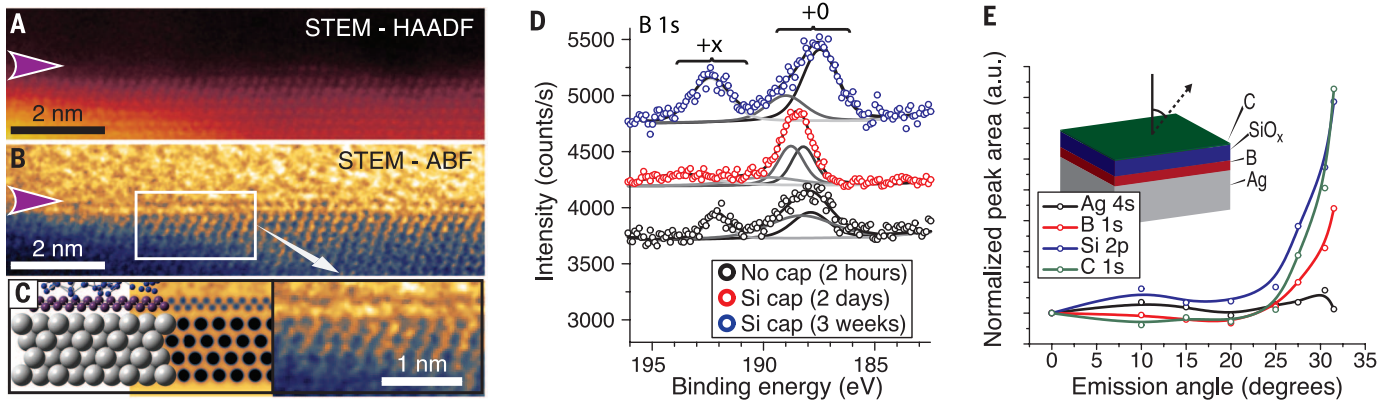 A
STEM - HAADF
2 nm
B
STEM - ABF
2 nm
C
1 nm
D
B 1s
+x
+0
5500
5000
4500
4000
3500
3000
Intensity (counts/s)
No cap (2 hours)
Si cap (2 days)
Si cap (3 weeks)
195
190
185
Binding energy (eV)
E
Normalized peak area (a.u.)
C
SiOx
B
Ag
Ag 4s
B 1s
Si 2p
C 1s
0 5 10 15 20 25 30 35
Emission angle (degrees)